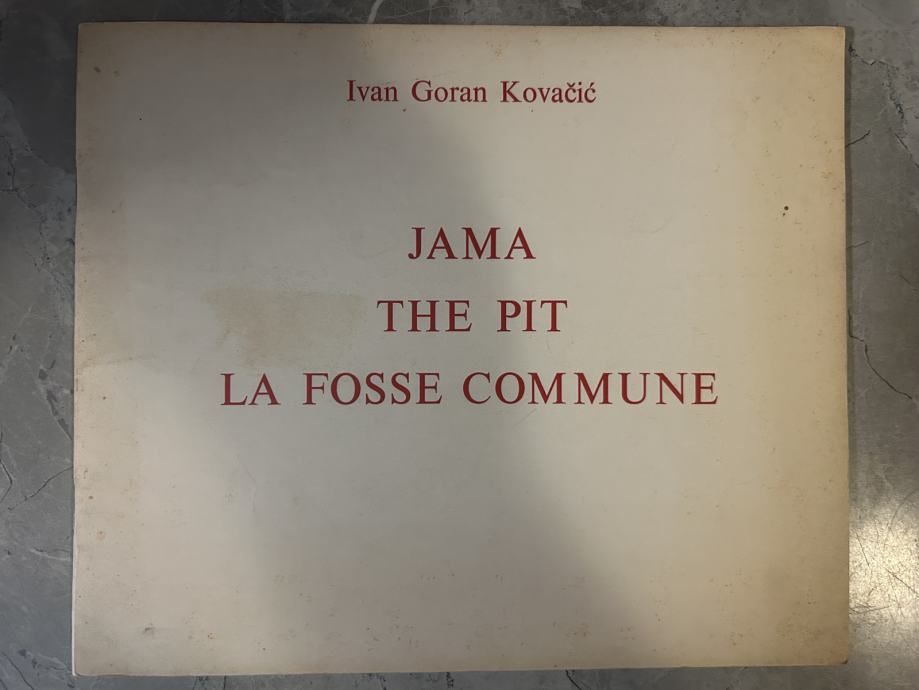 Ivan Goran Kovačić
JAMA
THE PIT
LA FOSSE COMMUNE